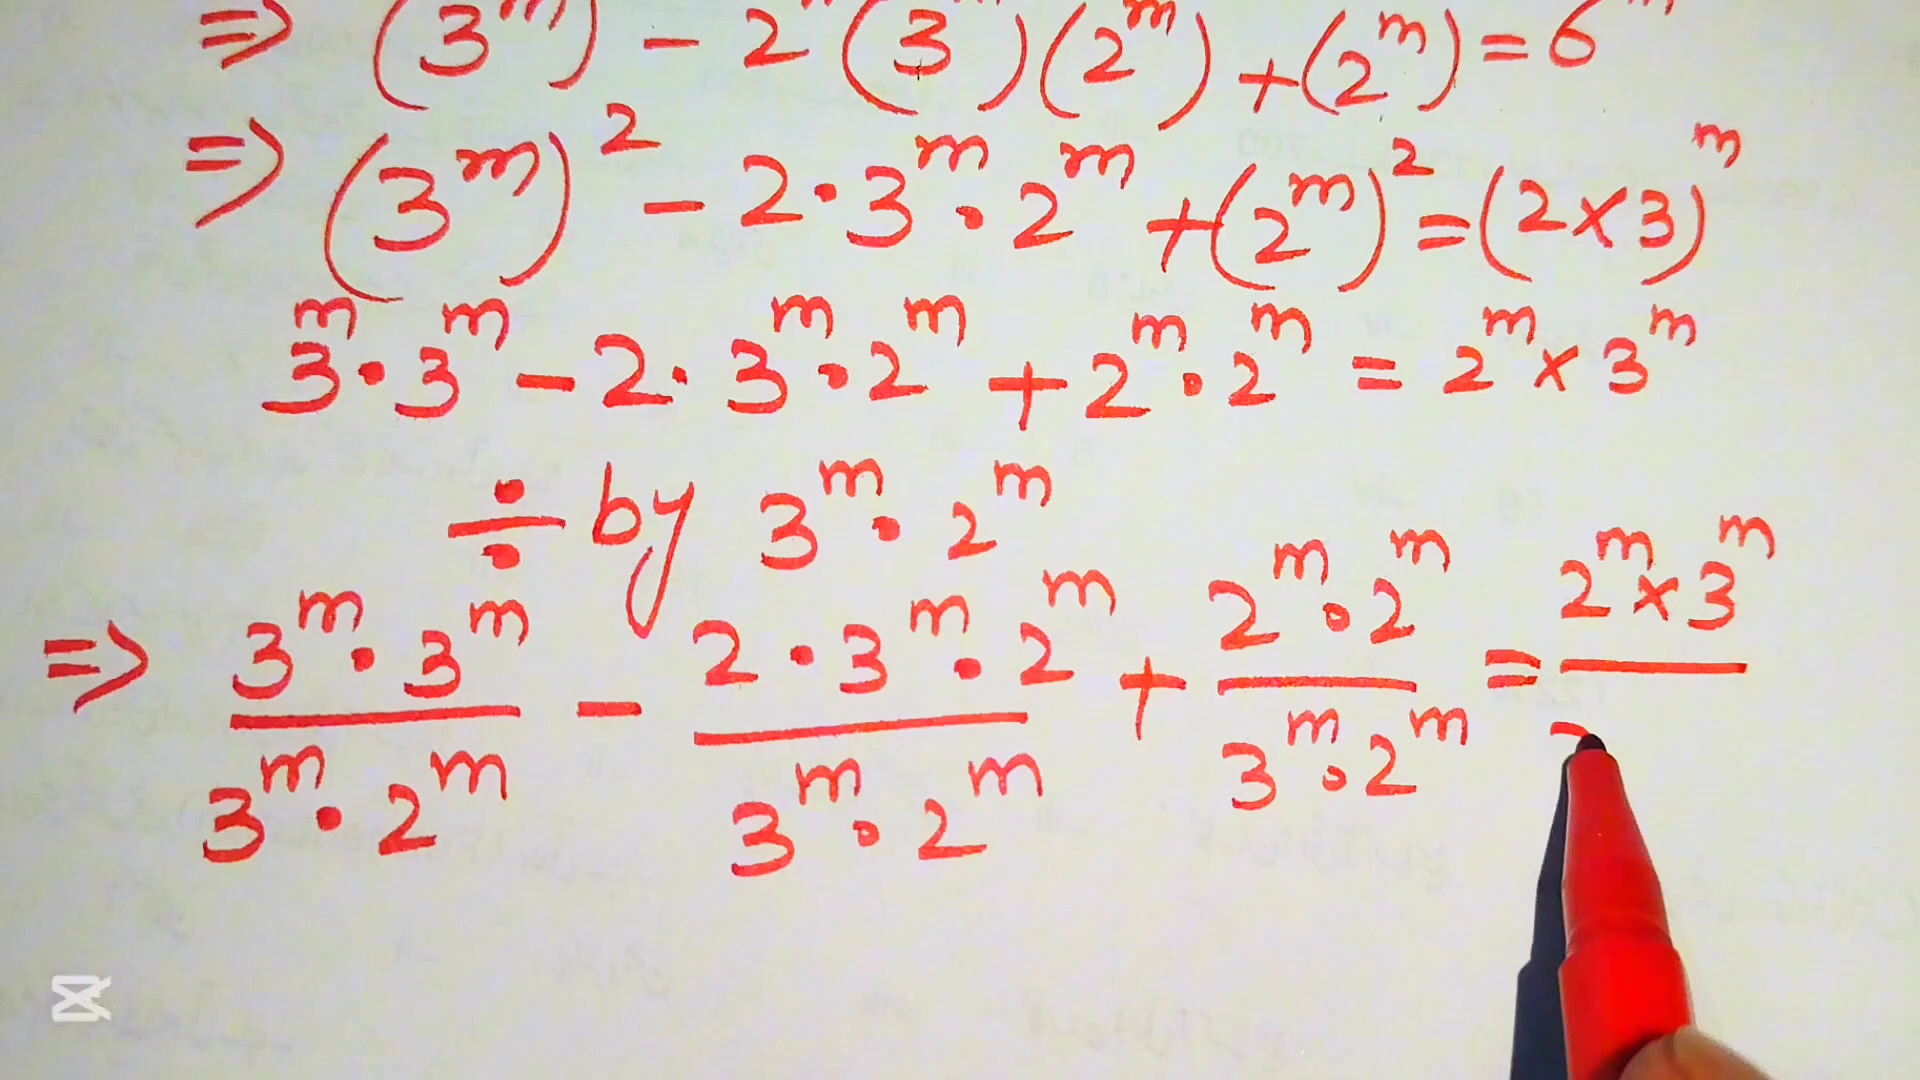 => (3^m) - 2 (3^m)(2^m) + (2^m) = 6^m
=> (3^m)^2 - 2·3^m·2^m + (2^m)^2 = (2×3)^m
3^m·3^m - 2·3^m·2^m + 2^m·2^m = 2^m × 3^m
÷ by 3^m·2^m
=> 3^m·3^m/3^m·2^m - 2·3^m·2^m/3^m·2^m + 2^m·2^m/3^m·2^m = 2^m×3^m/